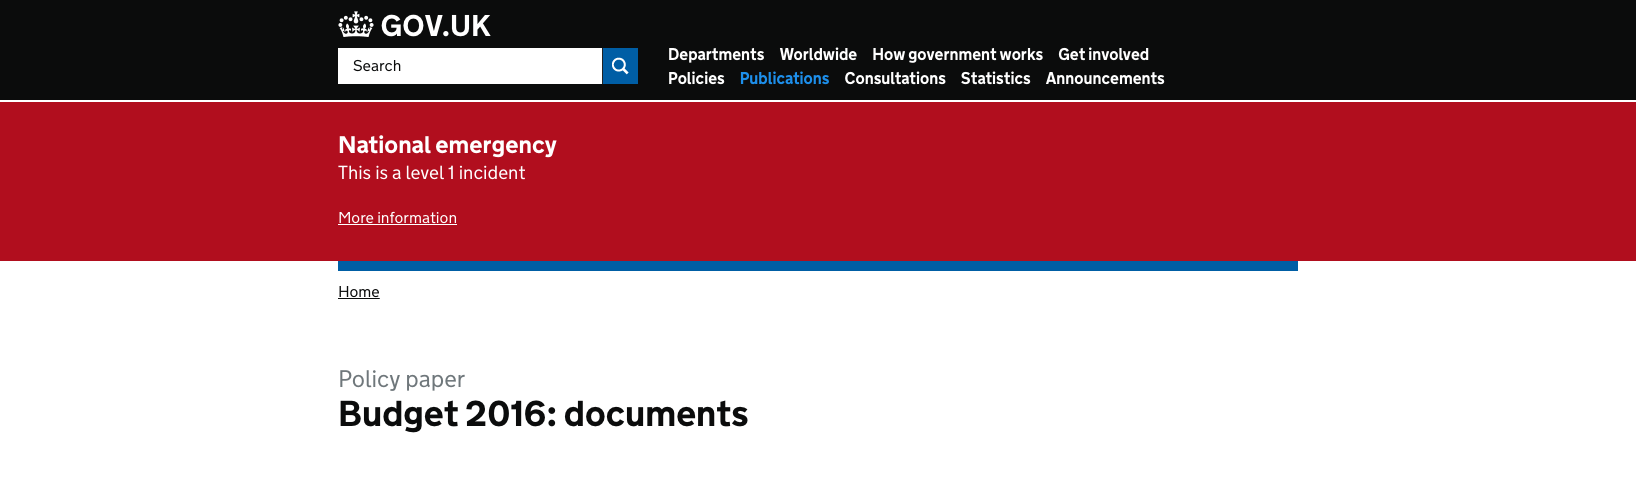 GOV.UK
Search
Departments Worldwide How government works Get involved
Policies Publications Consultations Statistics Announcements
National emergency
This is a level 1 incident
More information
Home
Policy paper
Budget 2016: documents